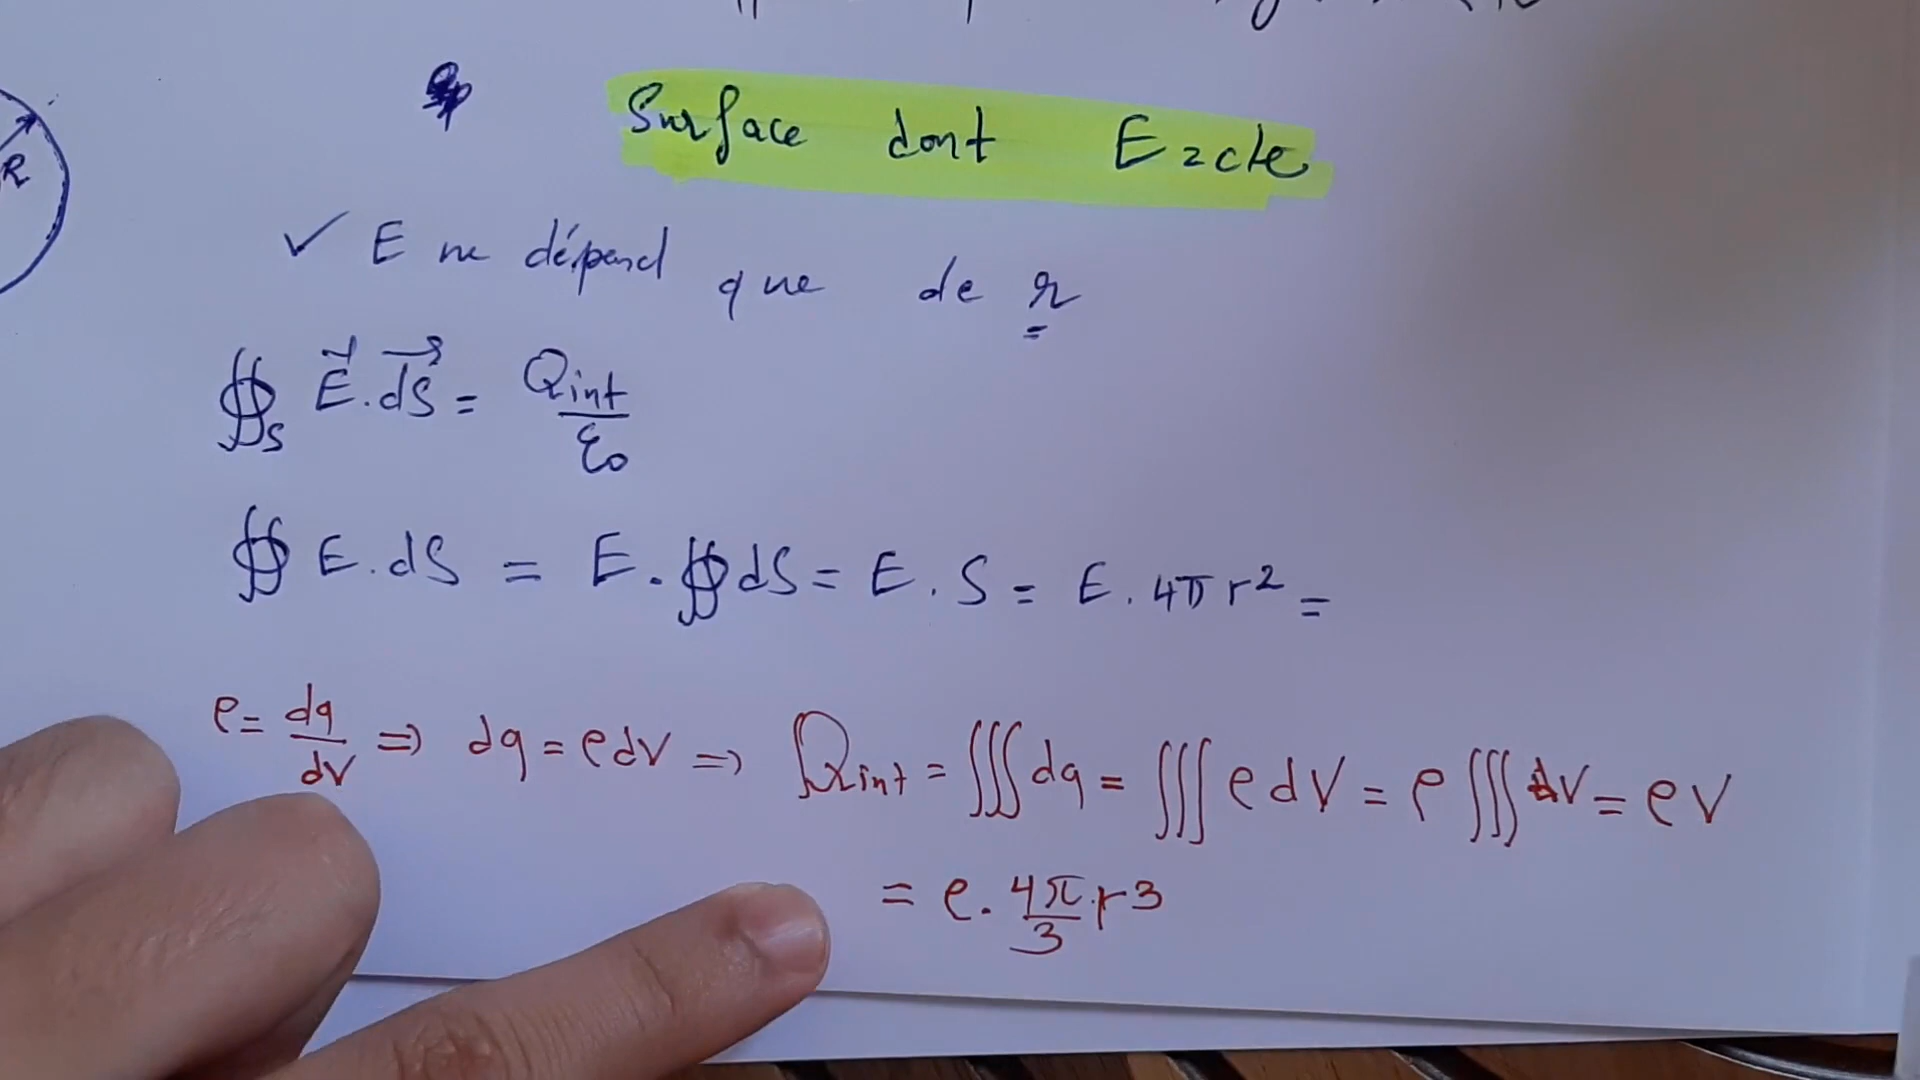 R
Surface dont E = cte
✓ E ne dépend que de r
∯S E⃗.dS⃗ = Qint/ε0
∯ E.dS = E.∯dS = E.S = E.4πr² =
ρ = dq/dV ⇒ dq = ρdV ⇒ Qint = ∭dq = ∭ρdV = ρ∭dV = ρV
= ρ.4π/3.r3